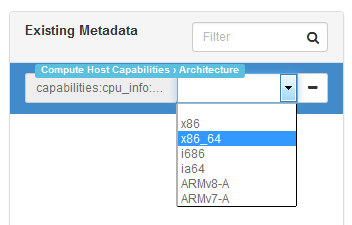 Existing Metadata
Filter
Compute Host Capabilities › Architecture
capabilities:cpu_info:...
x86
x86_64
i686
ia64
ARMv8-A
ARMv7-A